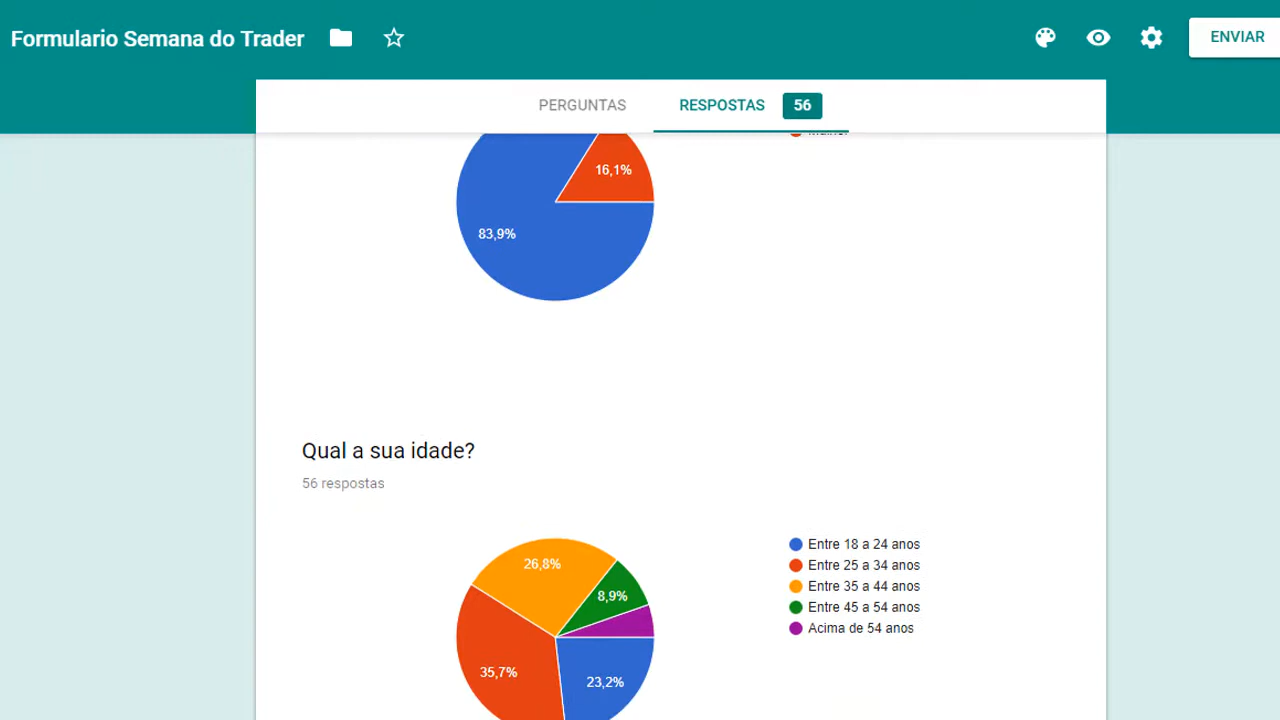 Formulario Semana do Trader
ENVIAR
PERGUNTAS
RESPOSTAS
56
16,1%
83,9%
Qual a sua idade?
56 respostas
26,8%
8,9%
35,7%
23,2%
Entre 18 a 24 anos
Entre 25 a 34 anos
Entre 35 a 44 anos
Entre 45 a 54 anos
Acima de 54 anos